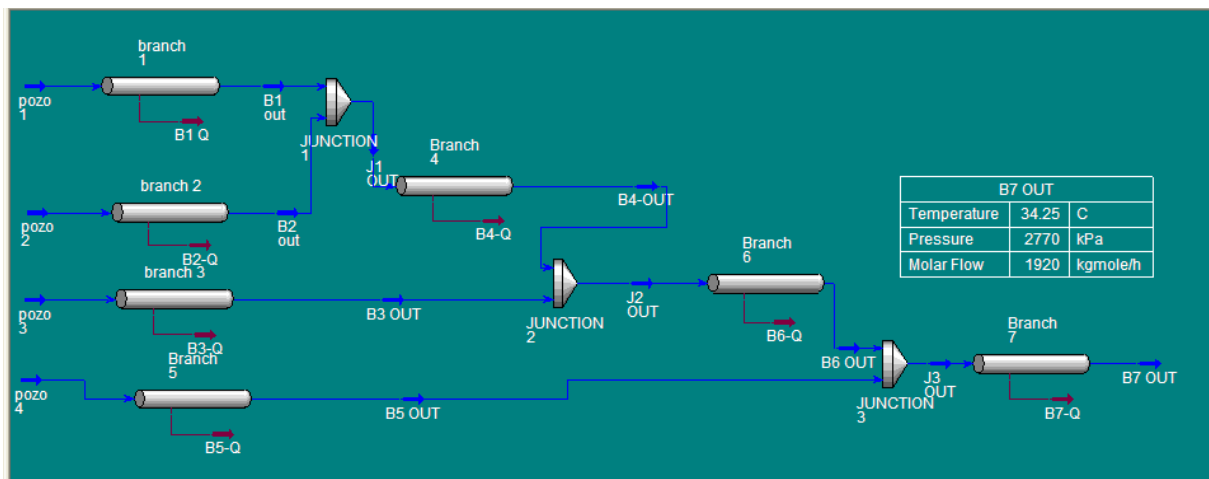 branch
1
pozo
1
B1
out
B1 Q
JUNCTION
1
branch 2
pozo
2
B2
out
B2-Q
J1
OUT
Branch
4
B4-OUT
B4-Q
branch 3
pozo
3
B3 OUT
B3-Q
JUNCTION
2
J2
OUT
Branch
6
B6-Q
B6 OUT
Branch
5
pozo
4
B5 OUT
B5-Q
JUNCTION
3
J3
OUT
Branch
7
B7-Q
B7 OUT
B7 OUT
Temperature 34.25 C
Pressure 2770 kPa
Molar Flow 1920 kgmole/h